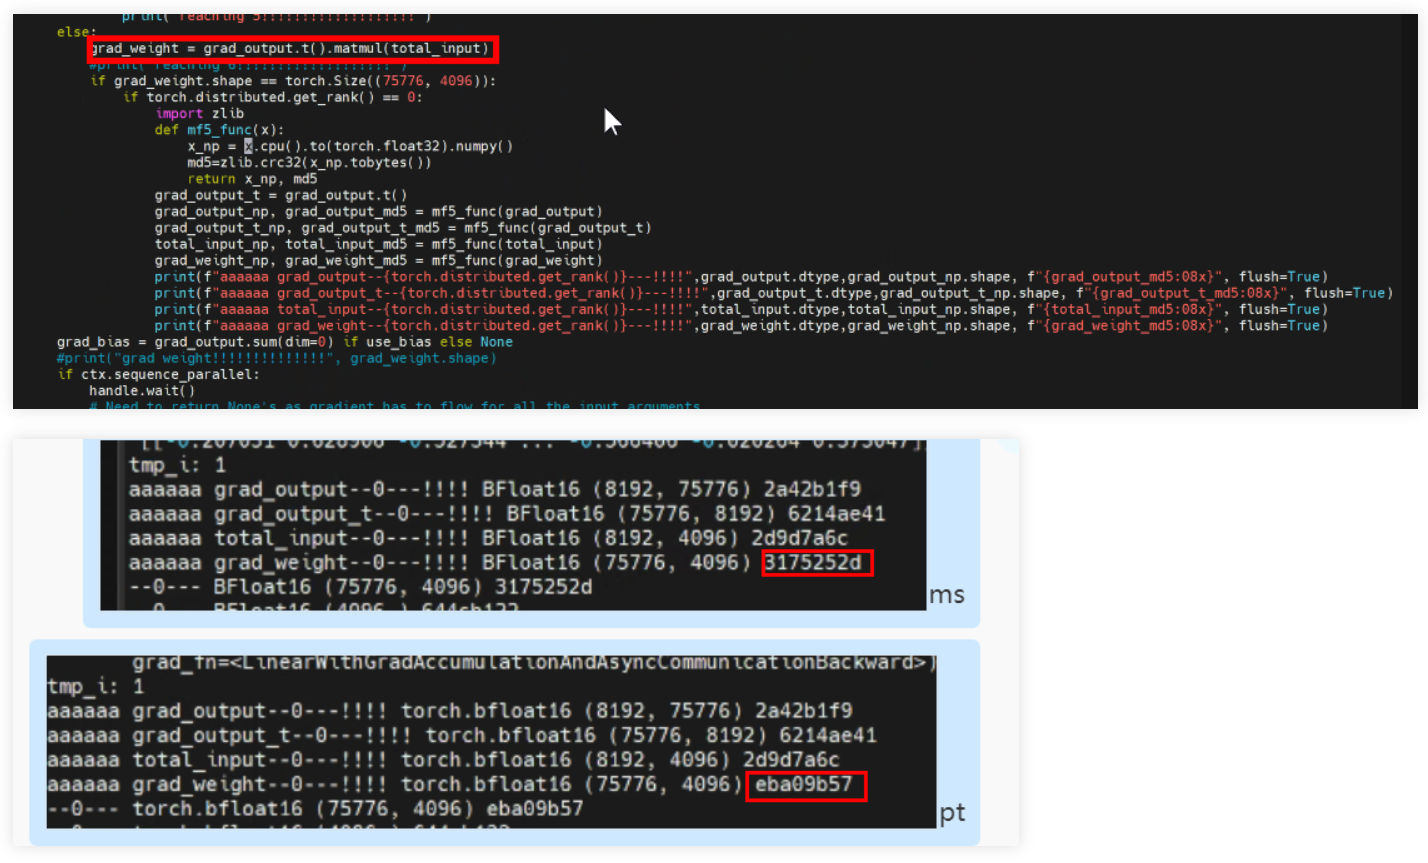 print("reaching 5!!!!!!!!!!!!!!!!!!!")
else:
grad_weight = grad_output.t().matmul(total_input)
#print("reaching 6!!!!!!!!!!!!!!!!!!!")
if grad_weight.shape == torch.Size((75776, 4096)):
if torch.distributed.get_rank() == 0:
import zlib
def mf5_func(x):
x_np = x.cpu().to(torch.float32).numpy()
md5=zlib.crc32(x_np.tobytes())
return x_np, md5
grad_output_t = grad_output.t()
grad_output_np, grad_output_md5 = mf5_func(grad_output)
grad_output_t_np, grad_output_t_md5 = mf5_func(grad_output_t)
total_input_np, total_input_md5 = mf5_func(total_input)
grad_weight_np, grad_weight_md5 = mf5_func(grad_weight)
print(f"aaaaaa grad_output--{torch.distributed.get_rank()}---!!!!",grad_output.dtype,grad_output_np.shape, f"{grad_output_md5:08x}", flush=True)
print(f"aaaaaa grad_output_t--{torch.distributed.get_rank()}---!!!!",grad_output_t.dtype,grad_output_t_np.shape, f"{grad_output_t_md5:08x}", flush=True)
print(f"aaaaaa total_input--{torch.distributed.get_rank()}---!!!!",total_input.dtype,total_input_np.shape, f"{total_input_md5:08x}", flush=True)
print(f"aaaaaa grad_weight--{torch.distributed.get_rank()}---!!!!",grad_weight.dtype,grad_weight_np.shape, f"{grad_weight_md5:08x}", flush=True)
grad_bias = grad_output.sum(dim=0) if use_bias else None
#print("grad weight!!!!!!!!!!!!!!", grad_weight.shape)
if ctx.sequence_parallel:
handle.wait()
# Need to return None's as gradient has to flow for all the input arguments
tmp_i: 1
aaaaaa grad_output--0---!!!! BFloat16 (8192, 75776) 2a42b1f9
aaaaaa grad_output_t--0---!!!! BFloat16 (75776, 8192) 6214ae41
aaaaaa total_input--0---!!!! BFloat16 (8192, 4096) 2d9d7a6c
aaaaaa grad_weight--0---!!!! BFloat16 (75776, 4096) 3175252d
--0--- BFloat16 (75776, 4096) 3175252d
ms
grad_fn=<LinearWithGradAccumulationAndAsyncCommunicationBackward>)
tmp_i: 1
aaaaaa grad_output--0---!!!! torch.bfloat16 (8192, 75776) 2a42b1f9
aaaaaa grad_output_t--0---!!!! torch.bfloat16 (75776, 8192) 6214ae41
aaaaaa total_input--0---!!!! torch.bfloat16 (8192, 4096) 2d9d7a6c
aaaaaa grad_weight--0---!!!! torch.bfloat16 (75776, 4096) eba09b57
--0--- torch.bfloat16 (75776, 4096) eba09b57
pt